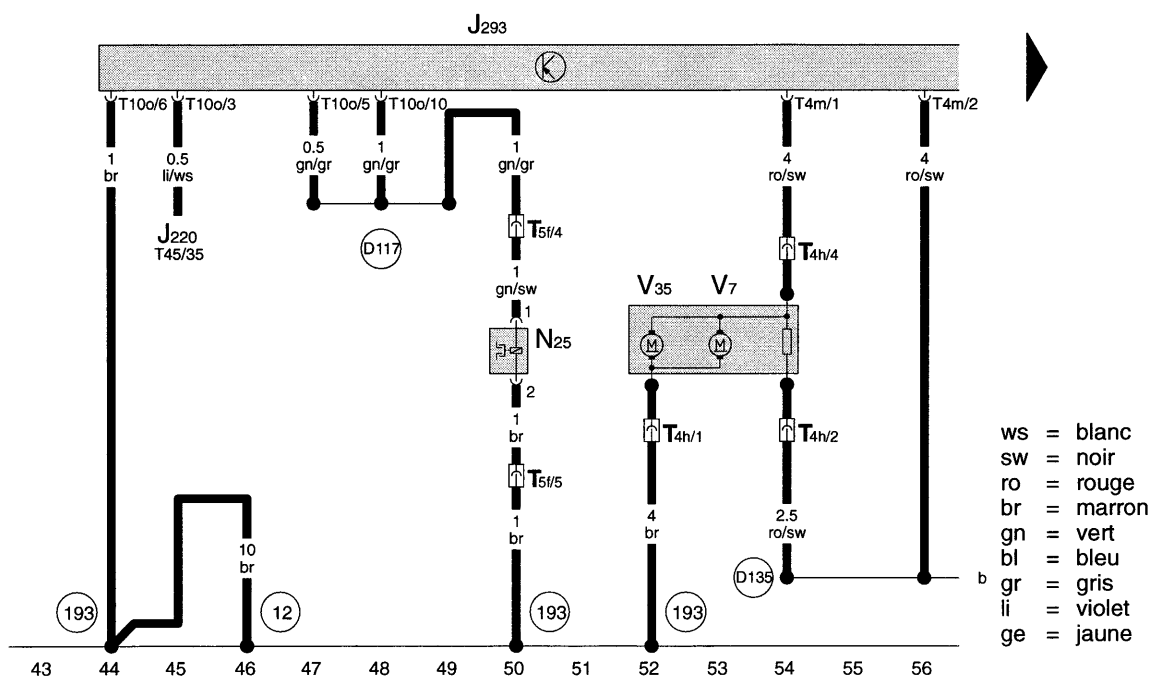 J293
T10o/6 T10o/3 T10o/5 T10o/10 T4m/1 T4m/2
1 0.5 0.5 1 1 4 4
br li/ws gn/gr gn/gr gn/gr ro/sw ro/sw
J220
T45/35
D117
T5f/4
T4h/4
1
gn/sw
V35 V7
1
N25
M M
2
1
br
T4h/1 T4h/2
T5f/5
ws = blanc
sw = noir
ro = rouge
br = marron
gn = vert
bl = bleu
gr = gris
li = violet
ge = jaune
10 1 4 2.5
br br br ro/sw
D135 b
193 12 193 193
43 44 45 46 47 48 49 50 51 52 53 54 55 56